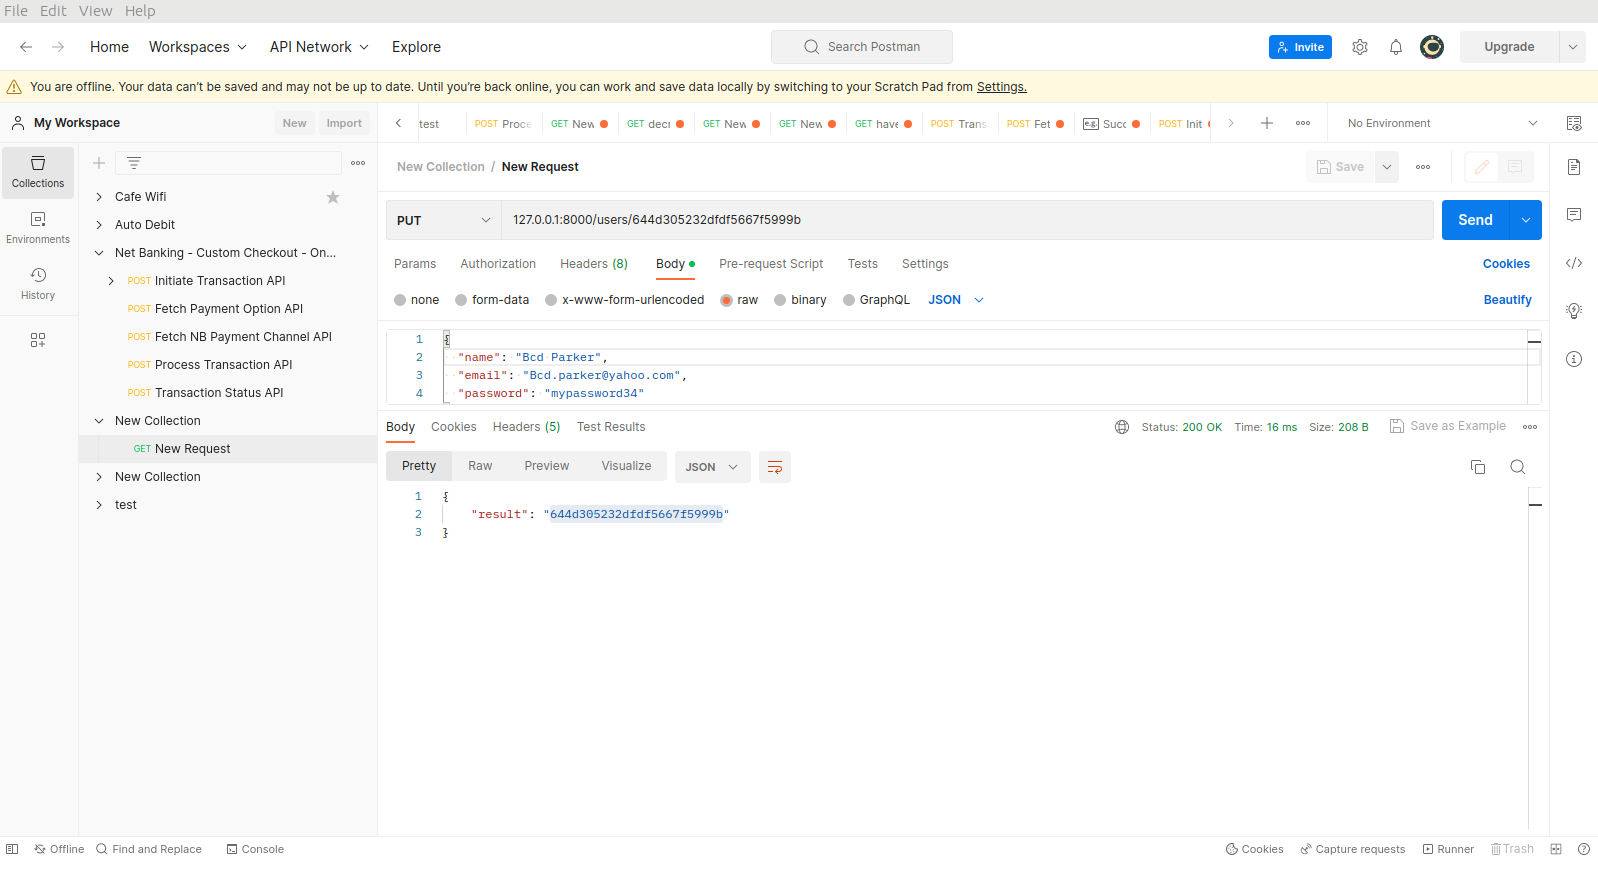 File Edit View Help
Home Workspaces API Network Explore Search Postman Invite Upgrade
You are offline. Your data can't be saved and may not be up to date. Until you're back online, you can work and save data locally by switching to your Scratch Pad from Settings.
My Workspace New Import
test POST Proce GET New GET decr GET New GET New GET have POST Trans POST Fet e.g. Succ POST Init No Environment
Collections
Environments
History
Cafe Wifi
Auto Debit
Net Banking - Custom Checkout - On...
POST Initiate Transaction API
POST Fetch Payment Option API
POST Fetch NB Payment Channel API
POST Process Transaction API
POST Transaction Status API
New Collection
GET New Request
New Collection
test
New Collection / New Request Save
PUT 127.0.0.1:8000/users/644d305232dfdf5667f5999b Send
Params Authorization Headers (8) Body Pre-request Script Tests Settings Cookies
none form-data x-www-form-urlencoded raw binary GraphQL JSON Beautify
1 {
2 "name": "Bcd Parker",
3 "email": "Bcd.parker@yahoo.com",
4 "password": "mypassword34"
Body Cookies Headers (5) Test Results Status: 200 OK Time: 16 ms Size: 208 B Save as Example
Pretty Raw Preview Visualize JSON
1 {
2 "result": "644d305232dfdf5667f5999b"
3 }
Offline Find and Replace Console Cookies Capture requests Runner Trash